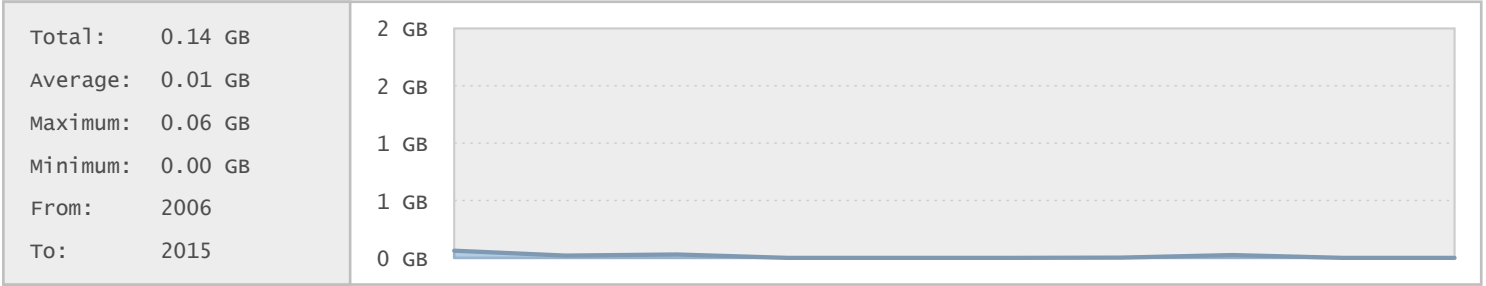 Total: 0.14 GB
Average: 0.01 GB
Maximum: 0.06 GB
Minimum: 0.00 GB
From: 2006
To: 2015
2 GB
2 GB
1 GB
1 GB
0 GB